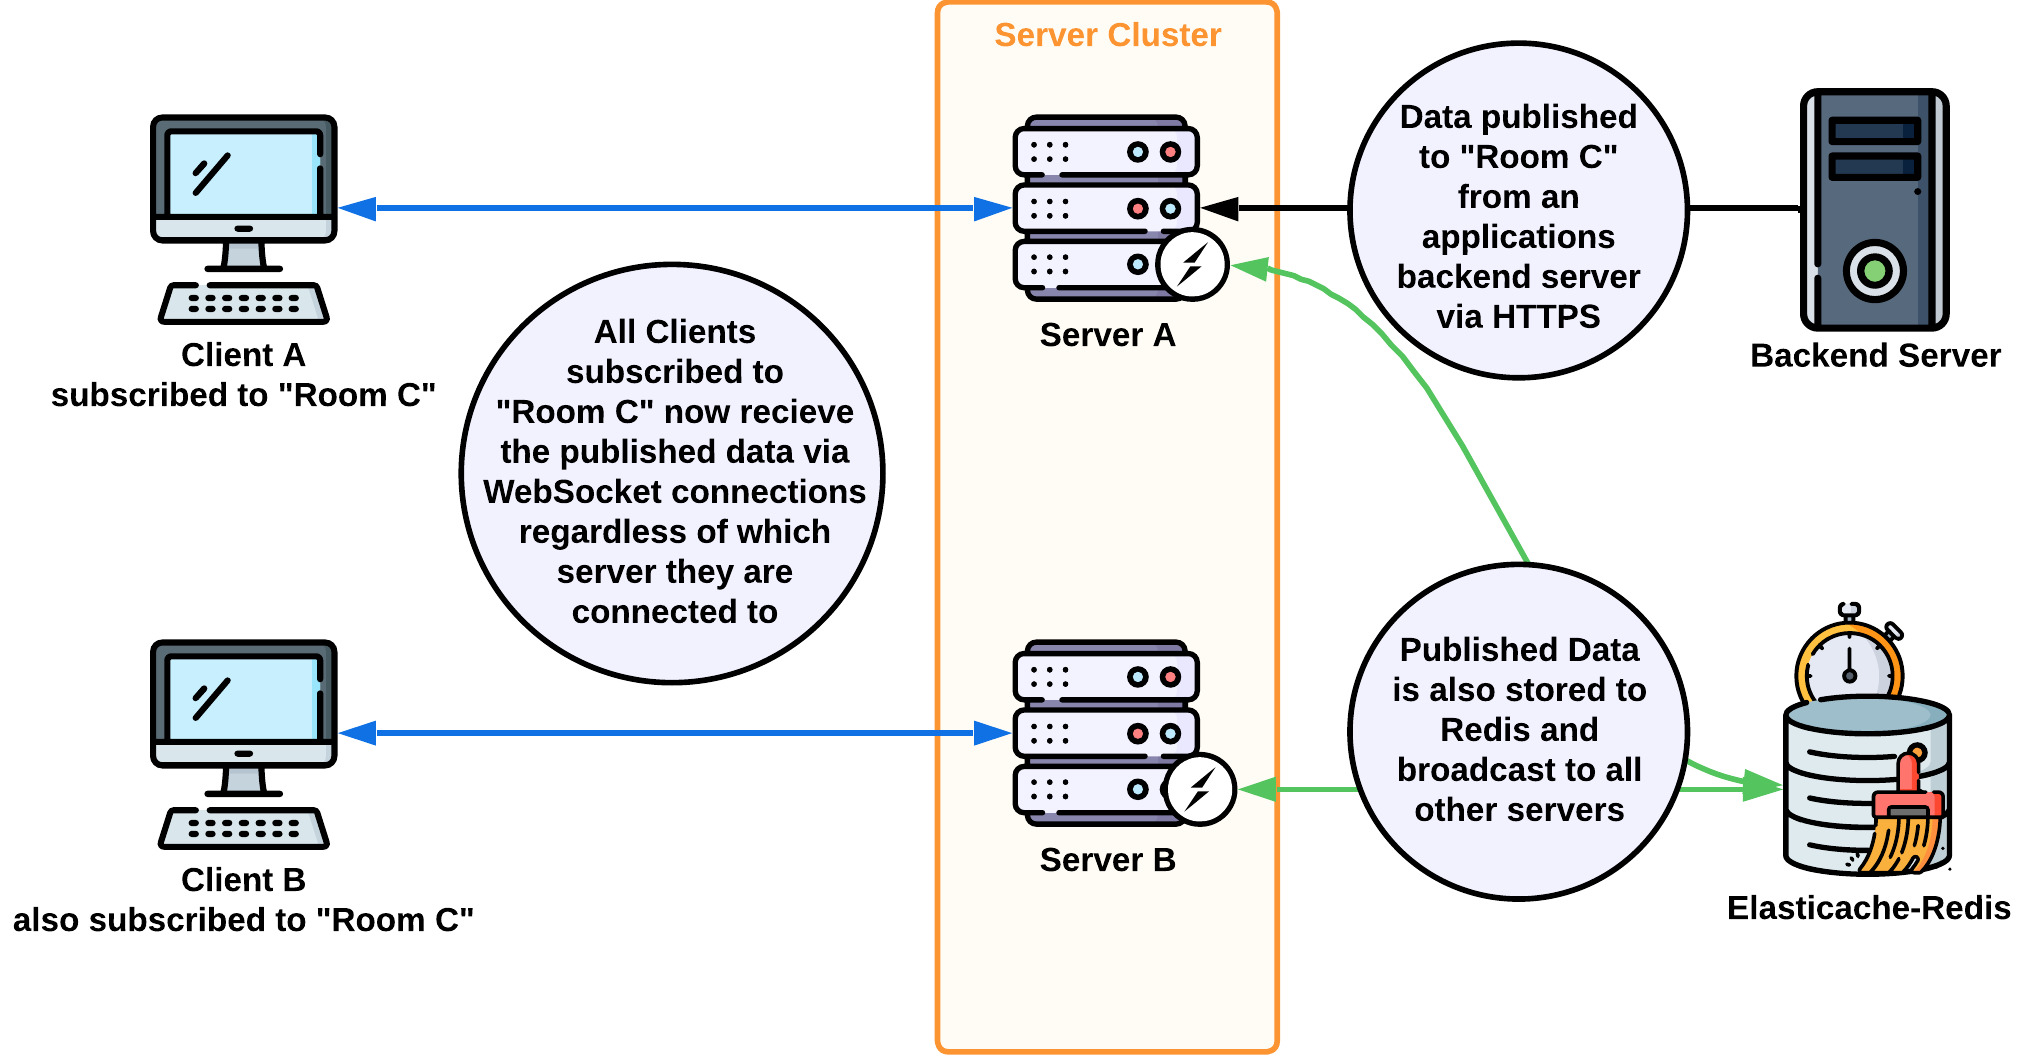 Server Cluster
Data published
to "Room C"
from an
applications
backend server
via HTTPS
Server A
Backend Server
Client A
subscribed to "Room C"
All Clients
subscribed to
"Room C" now recieve
the published data via
WebSocket connections
regardless of which
server they are
connected to
Published Data
is also stored to
Redis and
broadcast to all
other servers
Server B
Client B
also subscribed to "Room C"
Elasticache-Redis